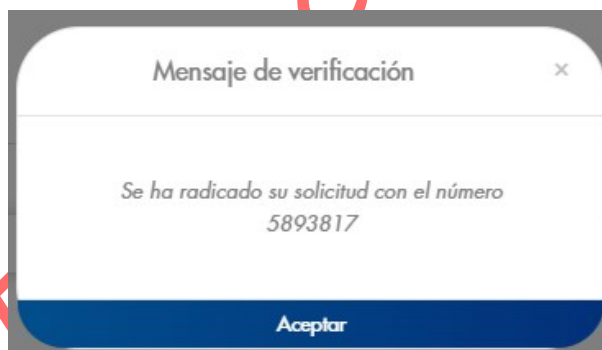 Mensaje de verificación
×
Se ha radicado su solicitud con el número
5893817
Aceptar